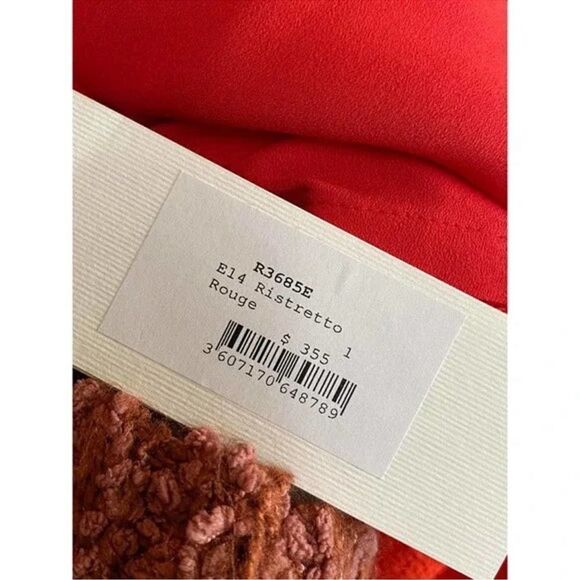 R3685E
E14 Ristretto
Rouge 1
$ 355
3 607170 648789